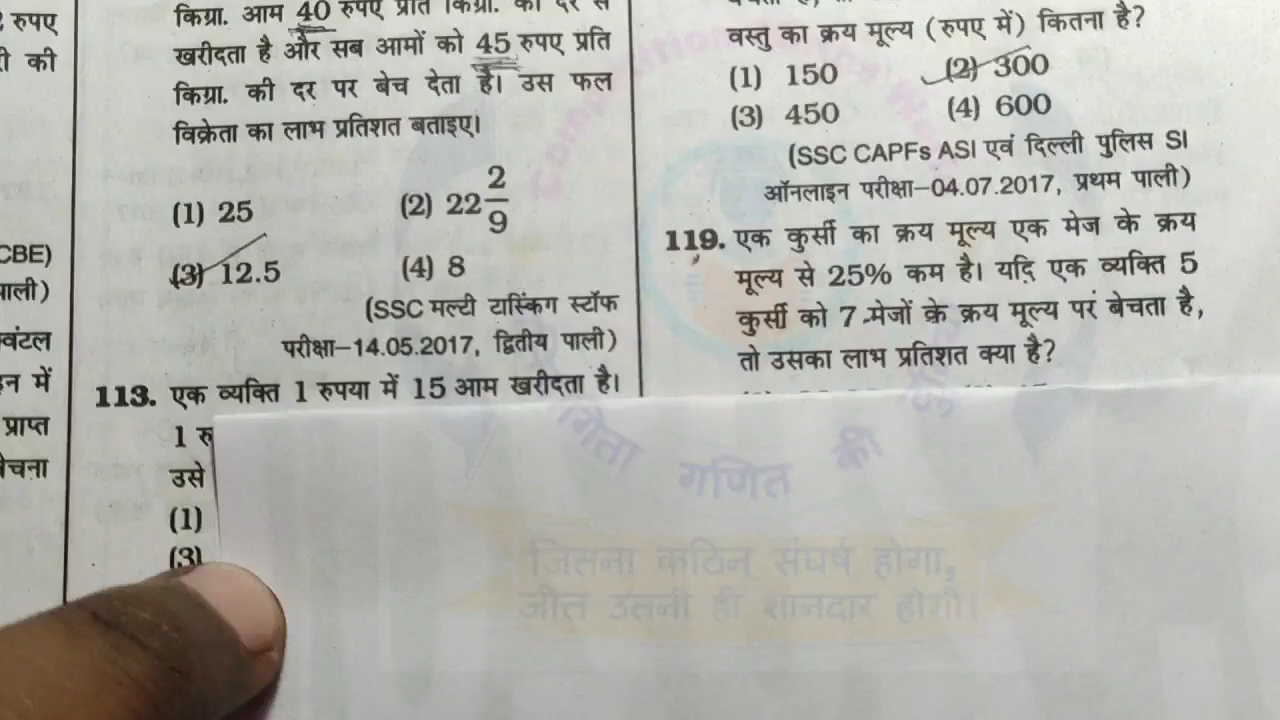 रुपए
ी की
CBE)
पाली)
क्वंटल
इन में
प्राप्त
बेचना
किग्रा. आम 40 रुपए प्रति किग्रा. की दर से
खरीदता है और सब आमों को 45 रुपए प्रति
किग्रा. की दर पर बेच देता है। उस फल
विक्रेता का लाभ प्रतिशत बताइए।
(1) 25 (2) 22 2/9
(3) 12.5 (4) 8
(SSC मल्टी टास्किंग स्टॉफ
परीक्षा–14.05.2017, द्वितीय पाली)
113. एक व्यक्ति 1 रुपया में 15 आम खरीदता है।
1 रु
उसे
(1)
(3)
वस्तु का क्रय मूल्य (रुपए में) कितना है?
(1) 150 (2) 300
(3) 450 (4) 600
(SSC CAPFs ASI एवं दिल्ली पुलिस SI
ऑनलाइन परीक्षा–04.07.2017, प्रथम पाली)
119. एक कुर्सी का क्रय मूल्य एक मेज के क्रय
मूल्य से 25% कम है। यदि एक व्यक्ति 5
कुर्सी को 7 मेजों के क्रय मूल्य पर बेचता है,
तो उसका लाभ प्रतिशत क्या है?
गणित की
जितना कठिन संघर्ष होगा,
जीत उतनी ही शानदार होगी।